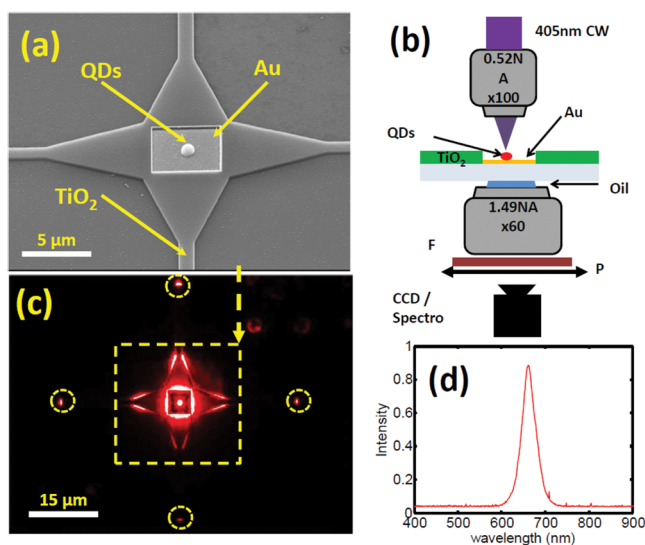 (a)
QDs
Au
TiO₂
5 µm
(b)
405nm CW
0.52N
A
x100
QDs
Au
TiO₂
Oil
1.49NA
x60
F
P
CCD /
Spectro
(c)
15 µm
(d)
Intensity
1
0.8
0.6
0.4
0.2
0
400 500 600 700 800 900
wavelength (nm)